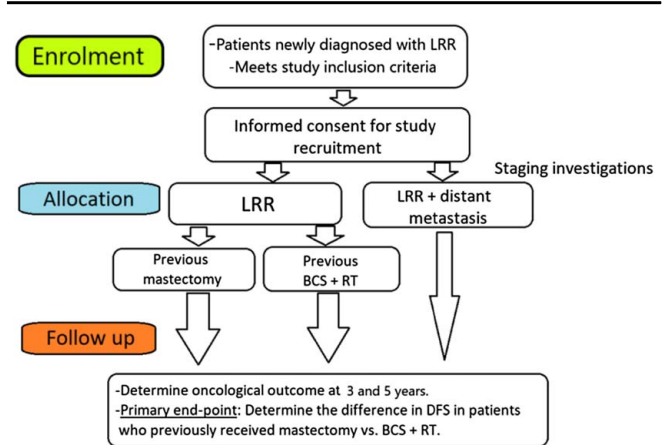 Enrolment
-Patients newly diagnosed with LRR
-Meets study inclusion criteria
Informed consent for study
recruitment
Staging investigations
Allocation
LRR
LRR + distant
metastasis
Previous
mastectomy
Previous
BCS + RT
Follow up
-Determine oncological outcome at 3 and 5 years.
-Primary end-point: Determine the difference in DFS in patients
who previously received mastectomy vs. BCS + RT.